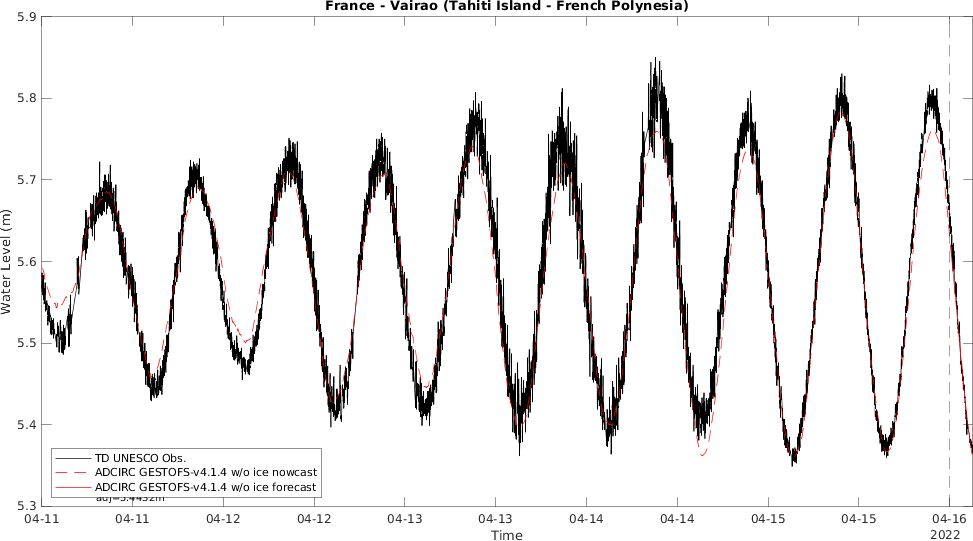 France - Vairao (Tahiti Island - French Polynesia)
5.9
5.8
5.7
5.6
5.5
5.4
5.3
Water Level (m)
TD UNESCO Obs.
ADCIRC GESTOFS-v4.1.4 w/o ice nowcast
ADCIRC GESTOFS-v4.1.4 w/o ice forecast
04-11 04-11 04-12 04-12 04-13 04-13 04-14 04-14 04-15 04-15 04-16
Time
2022